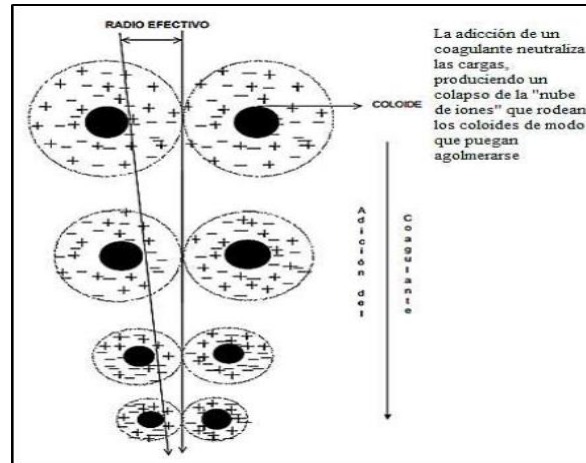 RADIO EFECTIVO
La adicción de un
coagulante neutraliza
las cargas,
produciendo un
colapso de la "nube
de iones" que rodean
los coloides de modo
que puegan
agolmerarse
COLOIDE
Adición del
Coagulante